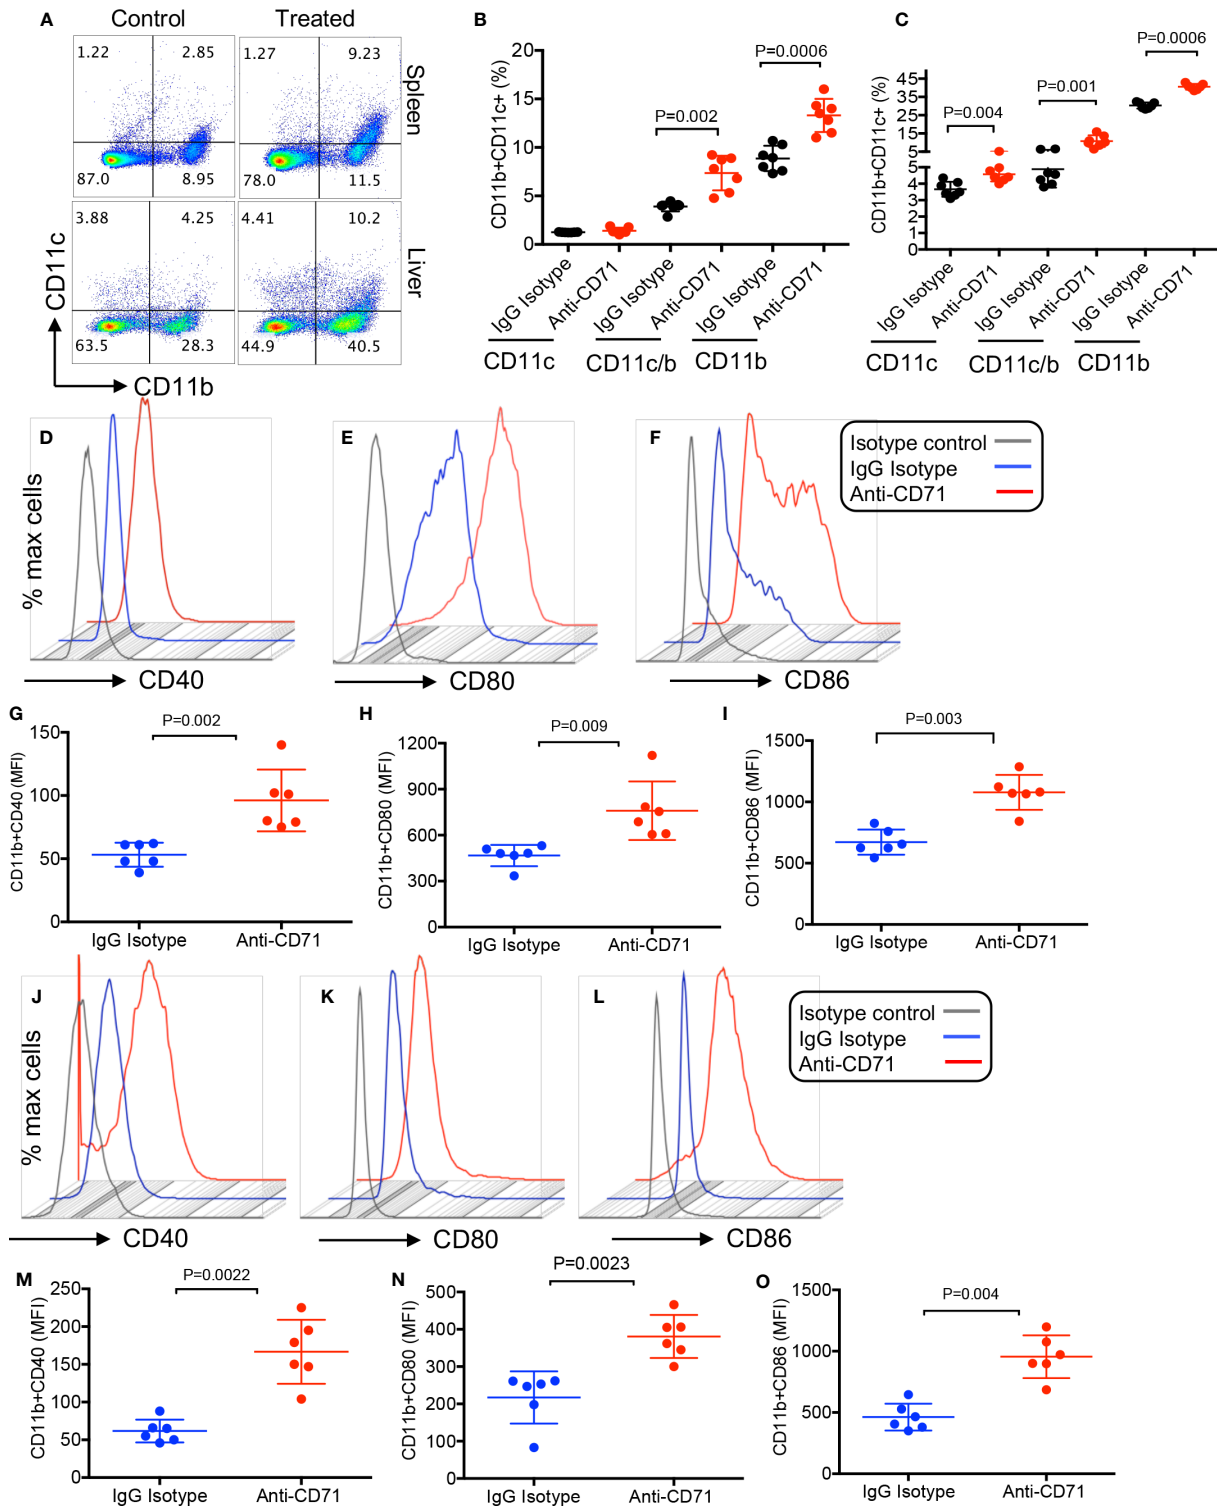 A
Control
Treated
1.22
2.85
1.27
9.23
87.0
8.95
78.0
11.5
Spleen
3.88
4.25
4.41
10.2
63.5
28.3
44.9
40.5
Liver
CD11c
CD11b
B
CD11b+CD11c+ (%)
20
15
10
5
0
P=0.002
P=0.0006
IgG Isotype
Anti-CD71
IgG Isotype
Anti-CD71
IgG Isotype
Anti-CD71
CD11c
CD11c/b
CD11b
C
CD11b+CD11c+ (%)
45
35
25
15
5
5
4
3
2
1
0
P=0.004
P=0.001
P=0.0006
IgG Isotype
Anti-CD71
IgG Isotype
Anti-CD71
IgG Isotype
Anti-CD71
CD11c
CD11c/b
CD11b
D
% max cells
CD40
E
CD80
F
CD86
Isotype control
IgG Isotype
Anti-CD71
G
CD11b+CD40 (MFI)
150
100
50
0
P=0.002
IgG Isotype
Anti-CD71
H
CD11b+CD80 (MFI)
1200
900
600
300
0
P=0.009
IgG Isotype
Anti-CD71
I
CD11b+CD86 (MFI)
1500
1000
500
0
P=0.003
IgG Isotype
Anti-CD71
J
% max cells
CD40
K
CD80
L
CD86
Isotype control
IgG Isotype
Anti-CD71
M
CD11b+CD40 (MFI)
250
200
150
100
50
0
P=0.0022
IgG Isotype
Anti-CD71
N
CD11b+CD80 (MFI)
500
400
300
200
100
0
P=0.0023
IgG Isotype
Anti-CD71
O
CD11b+CD86 (MFI)
1500
1000
500
0
P=0.004
IgG Isotype
Anti-CD71